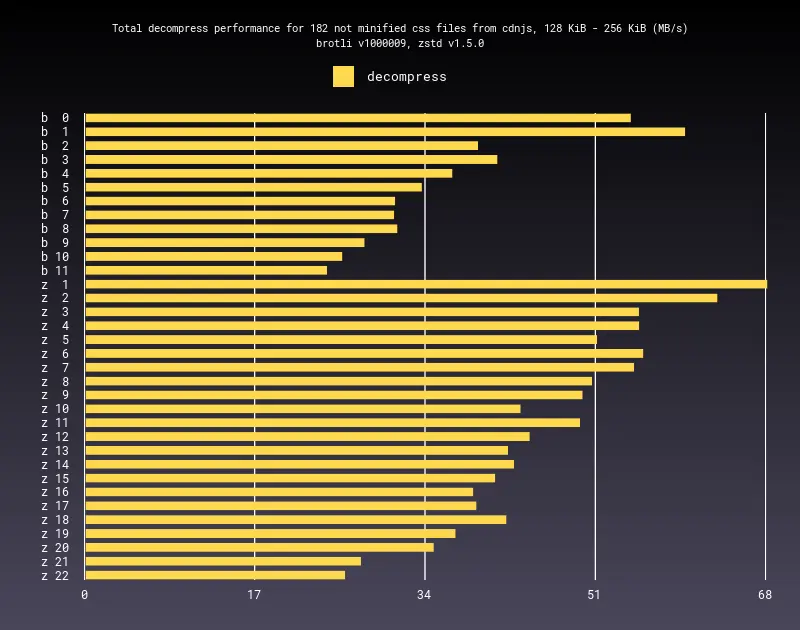 Total decompress performance for 182 not minified css files from cdnjs, 128 KiB - 256 KiB (MB/s)
brotli v1000009, zstd v1.5.0
decompress
b 0
b 1
b 2
b 3
b 4
b 5
b 6
b 7
b 8
b 9
b 10
b 11
z 1
z 2
z 3
z 4
z 5
z 6
z 7
z 8
z 9
z 10
z 11
z 12
z 13
z 14
z 15
z 16
z 17
z 18
z 19
z 20
z 21
z 22
0 17 34 51 68